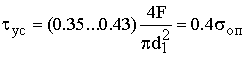 τус = (0.35...0.43) 4F / πd₁² = 0.4σоп